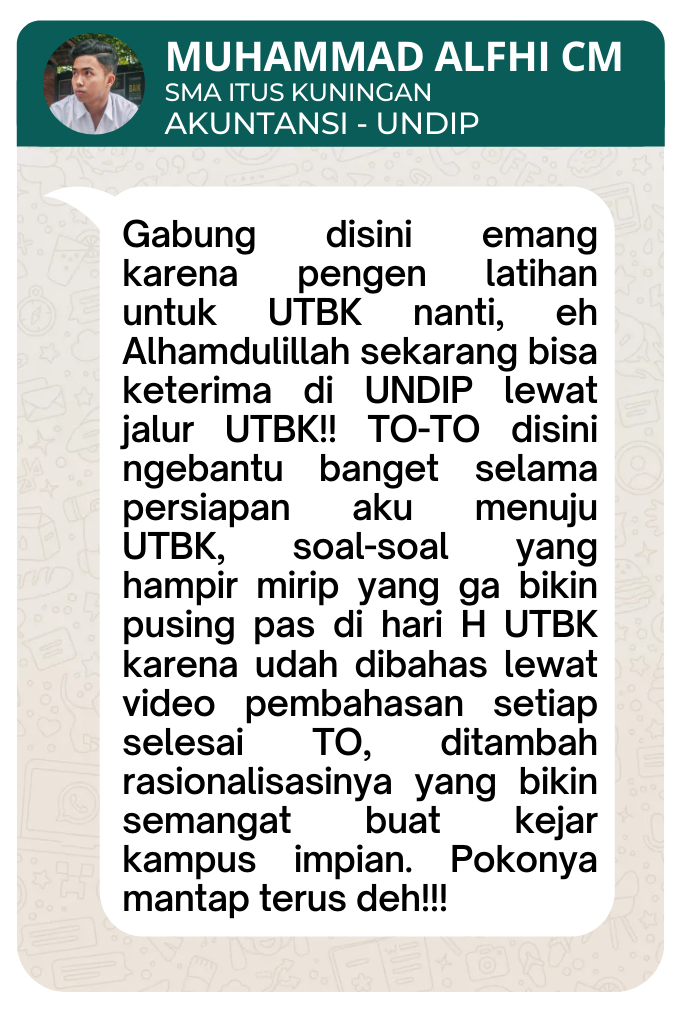 MUHAMMAD ALFHI CM
SMA ITUS KUNINGAN
AKUNTANSI - UNDIP
Gabung disini emang
karena pengen latihan
untuk UTBK nanti, eh
Alhamdulillah sekarang bisa
keterima di UNDIP lewat
jalur UTBK!! TO-TO disini
ngebantu banget selama
persiapan aku menuju
UTBK, soal-soal yang
hampir mirip yang ga bikin
pusing pas di hari H UTBK
karena udah dibahas lewat
video pembahasan setiap
selesai TO, ditambah
rasionalisasinya yang bikin
semangat buat kejar
kampus impian. Pokonya
mantap terus deh!!!